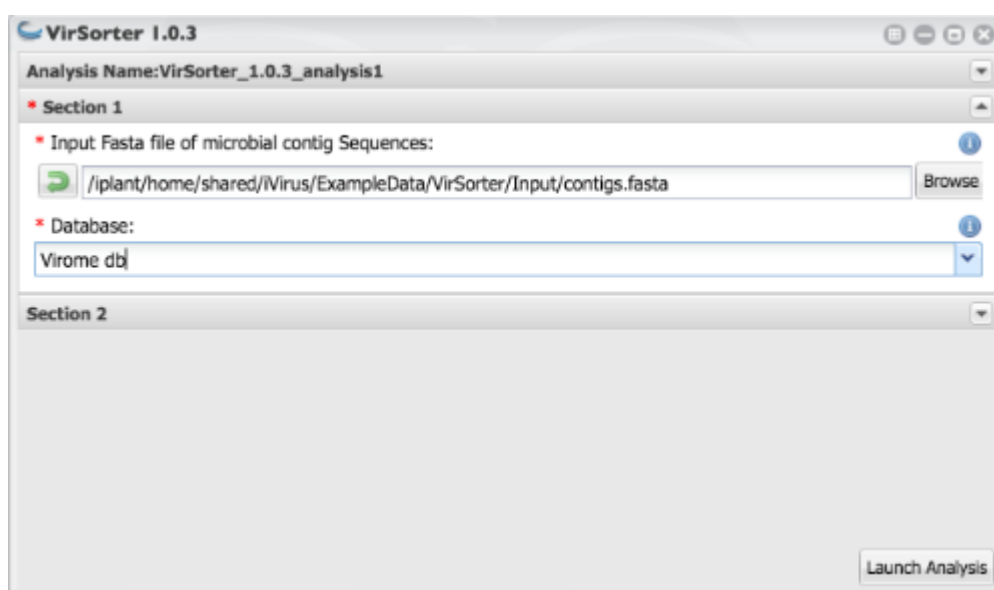 VirSorter 1.0.3
Analysis Name:VirSorter_1.0.3_analysis1
* Section 1
* Input Fasta file of microbial contig Sequences:
/iplant/home/shared/iVirus/ExampleData/VirSorter/Input/contigs.fasta Browse
* Database:
Virome db
Section 2
Launch Analysis